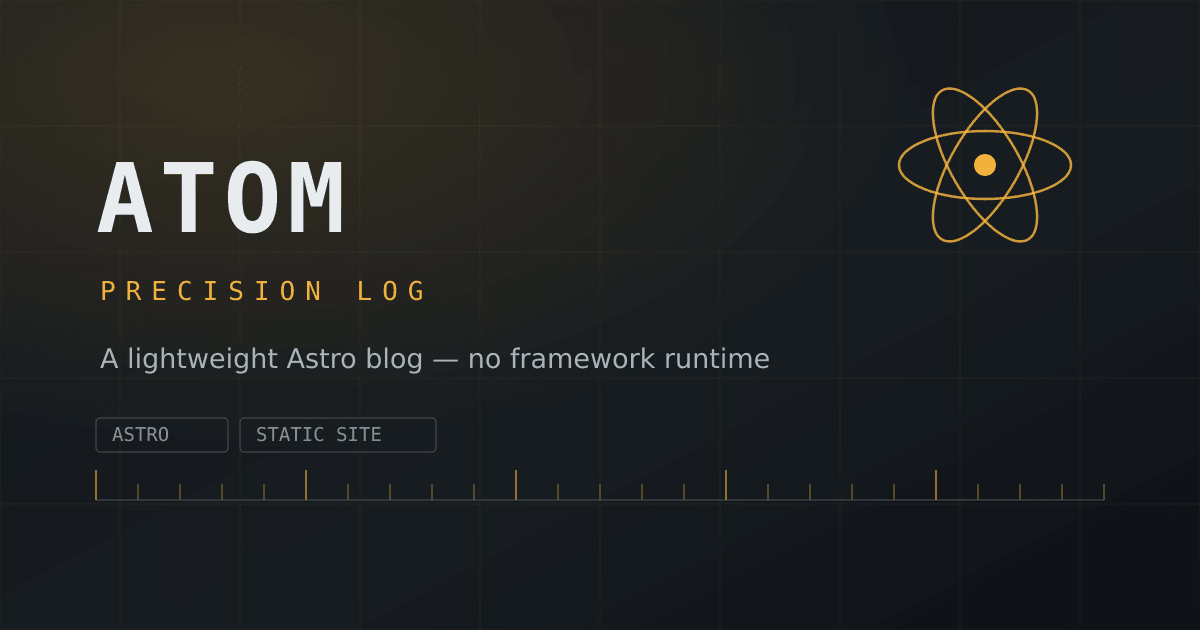 ATOM
PRECISION LOG
A lightweight Astro blog — no framework runtime
ASTRO
STATIC SITE